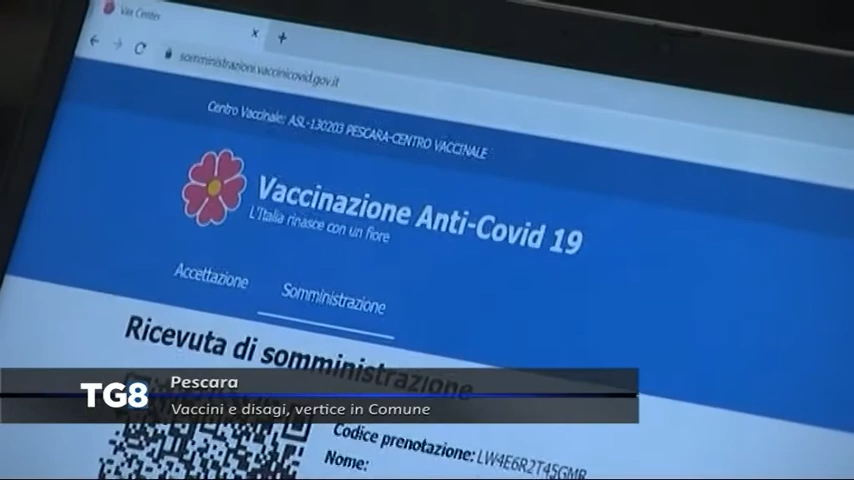 Vax Center
somministrazioni.vaccinicovid.gov.it
Centro Vaccinale: ASL-130203 PESCARA-CENTRO VACCINALE
Vaccinazione Anti-Covid 19
L'Italia rinasce con un fiore
Accettazione
Somministrazione
Ricevuta di somministrazione
TG8
Pescara
Vaccini e disagi, vertice in Comune
Codice prenotazione: LW4E6R2T45GMR
Nome: